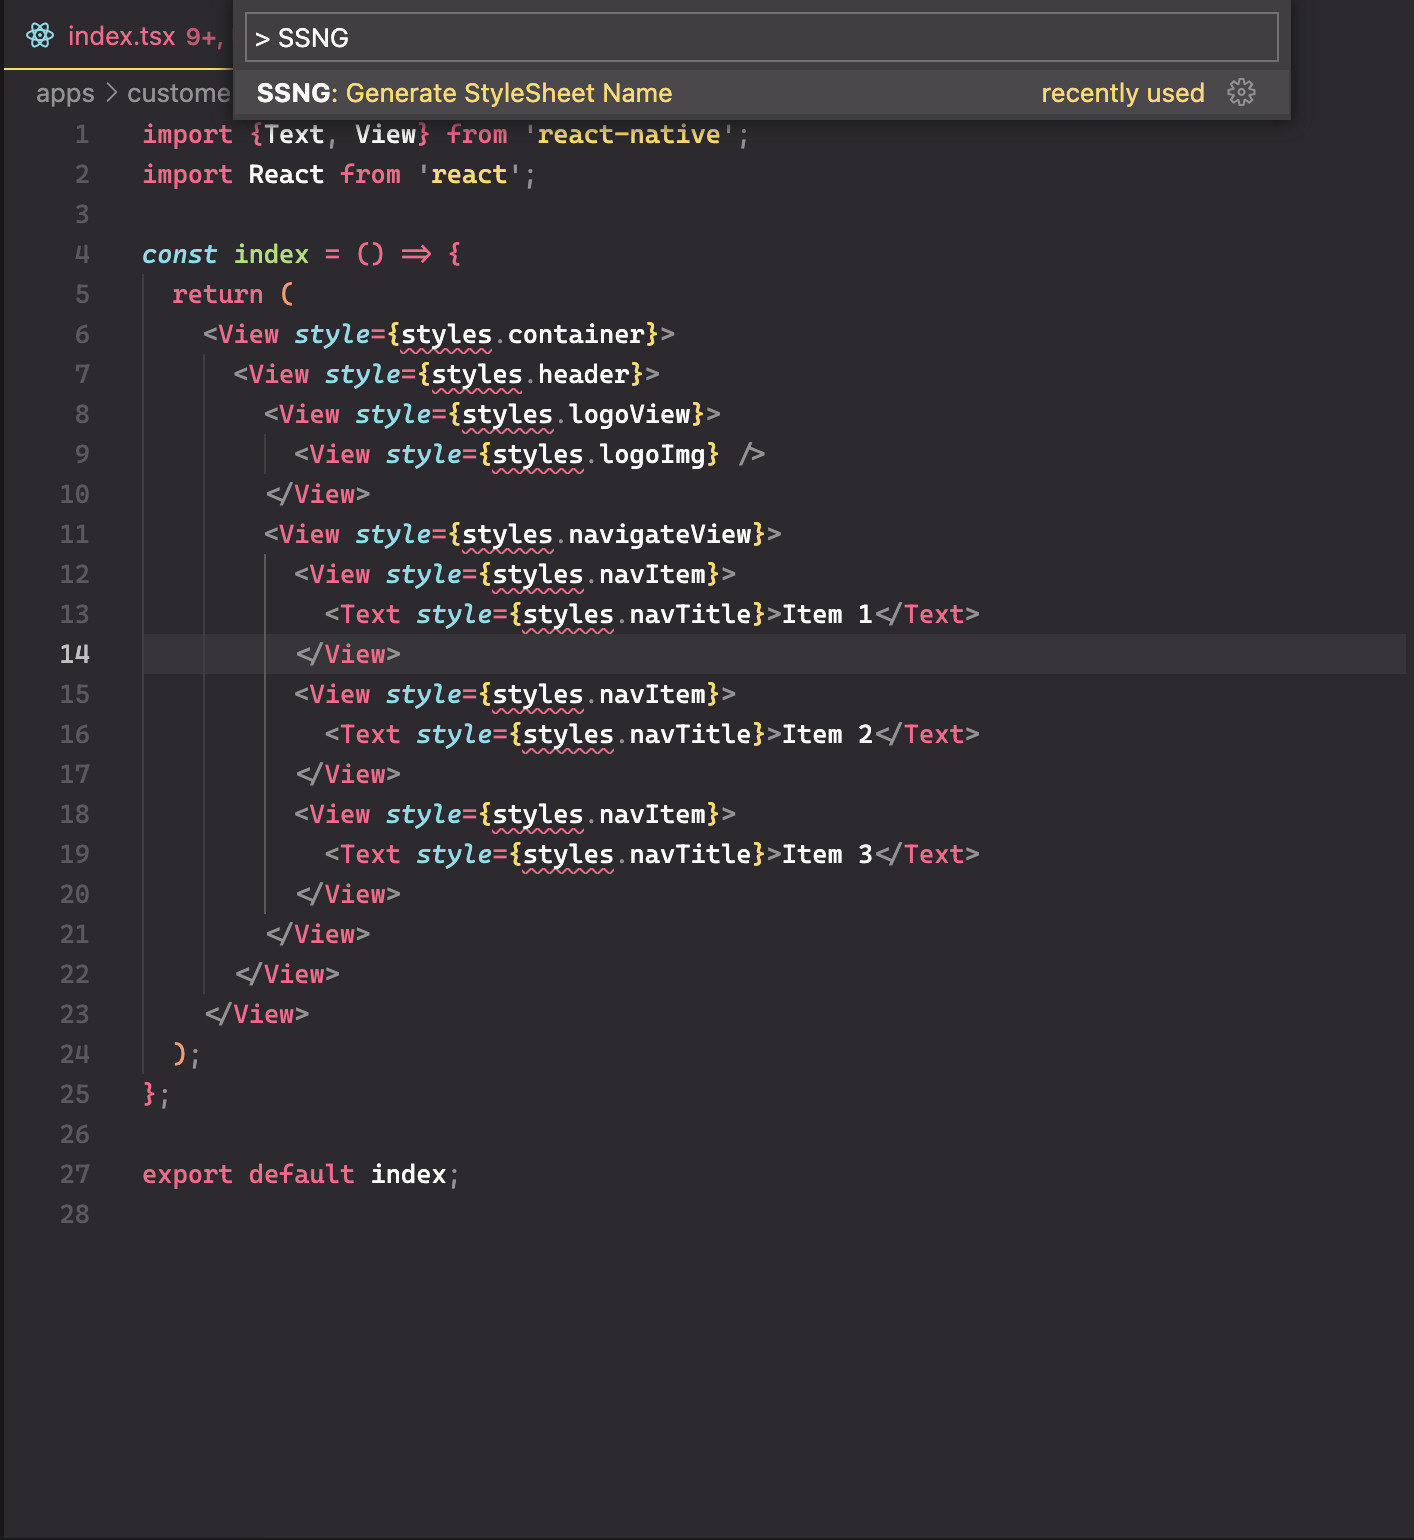 index.tsx 9+,
> SSNG
SSNG: Generate StyleSheet Name recently used
apps > custome
1 import {Text, View} from 'react-native';
2 import React from 'react';
3
4 const index = () => {
5 return (
6 <View style={styles.container}>
7 <View style={styles.header}>
8 <View style={styles.logoView}>
9 <View style={styles.logoImg} />
10 </View>
11 <View style={styles.navigateView}>
12 <View style={styles.navItem}>
13 <Text style={styles.navTitle}>Item 1</Text>
14 </View>
15 <View style={styles.navItem}>
16 <Text style={styles.navTitle}>Item 2</Text>
17 </View>
18 <View style={styles.navItem}>
19 <Text style={styles.navTitle}>Item 3</Text>
20 </View>
21 </View>
22 </View>
23 </View>
24 );
25 };
26
27 export default index;
28